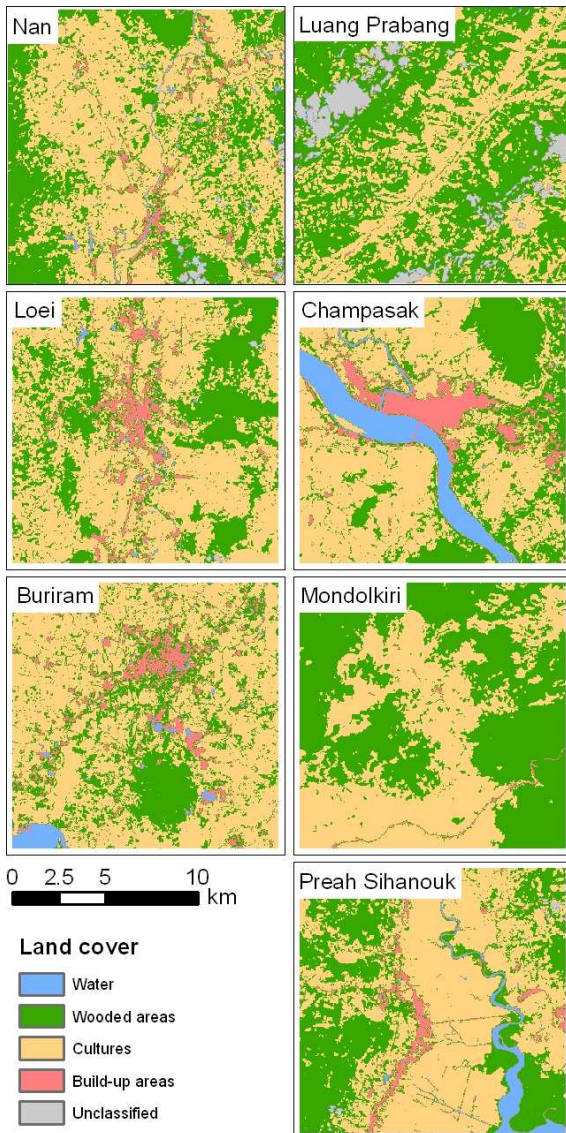 Nan
Luang Prabang
Loei
Champasak
Buriram
Mondolkiri
0 2.5 5 10
km
Preah Sihanouk
Land cover
Water
Wooded areas
Cultures
Build-up areas
Unclassified